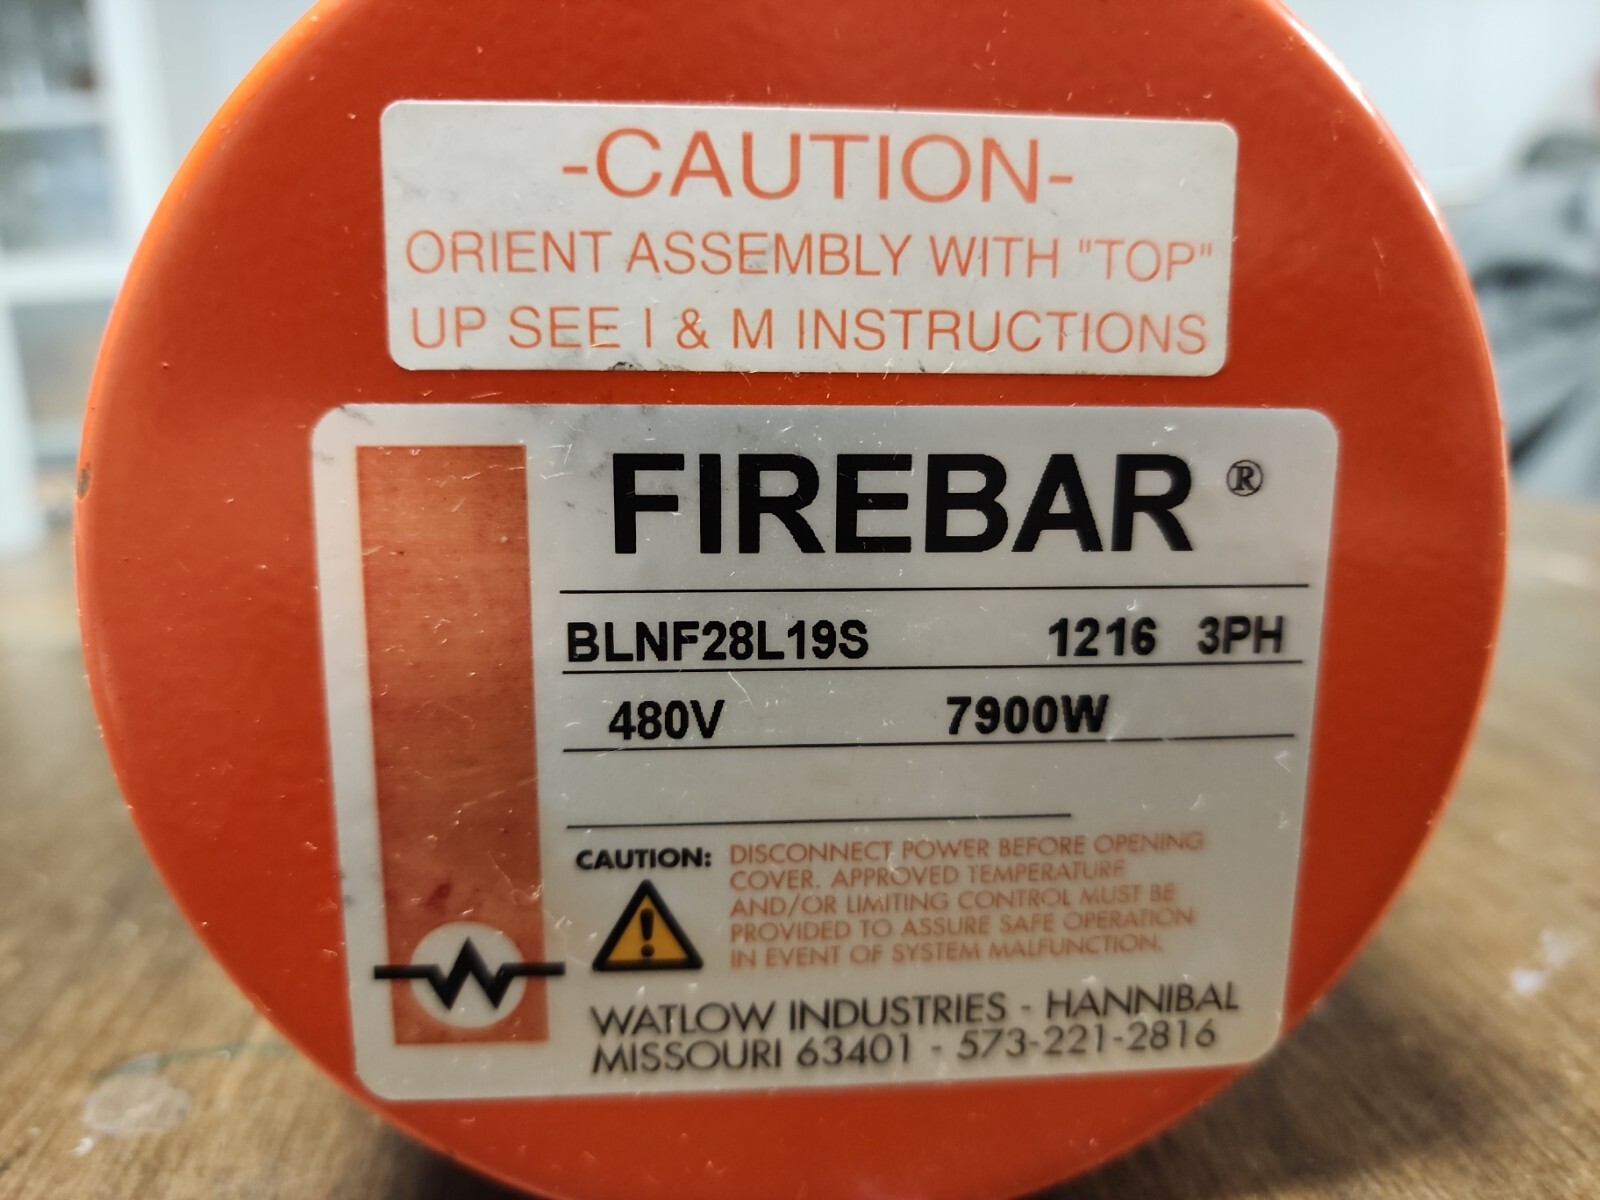 -CAUTION-
ORIENT ASSEMBLY WITH "TOP"
UP SEE I & M INSTRUCTIONS
FIREBAR ®
BLNF28L19S 1216 3PH
480V 7900W
CAUTION: DISCONNECT POWER BEFORE OPENING
COVER. APPROVED TEMPERATURE
AND/OR LIMITING CONTROL MUST BE
PROVIDED TO ASSURE SAFE OPERATION
IN EVENT OF SYSTEM MALFUNCTION.
WATLOW INDUSTRIES - HANNIBAL
MISSOURI 63401 - 573-221-2816